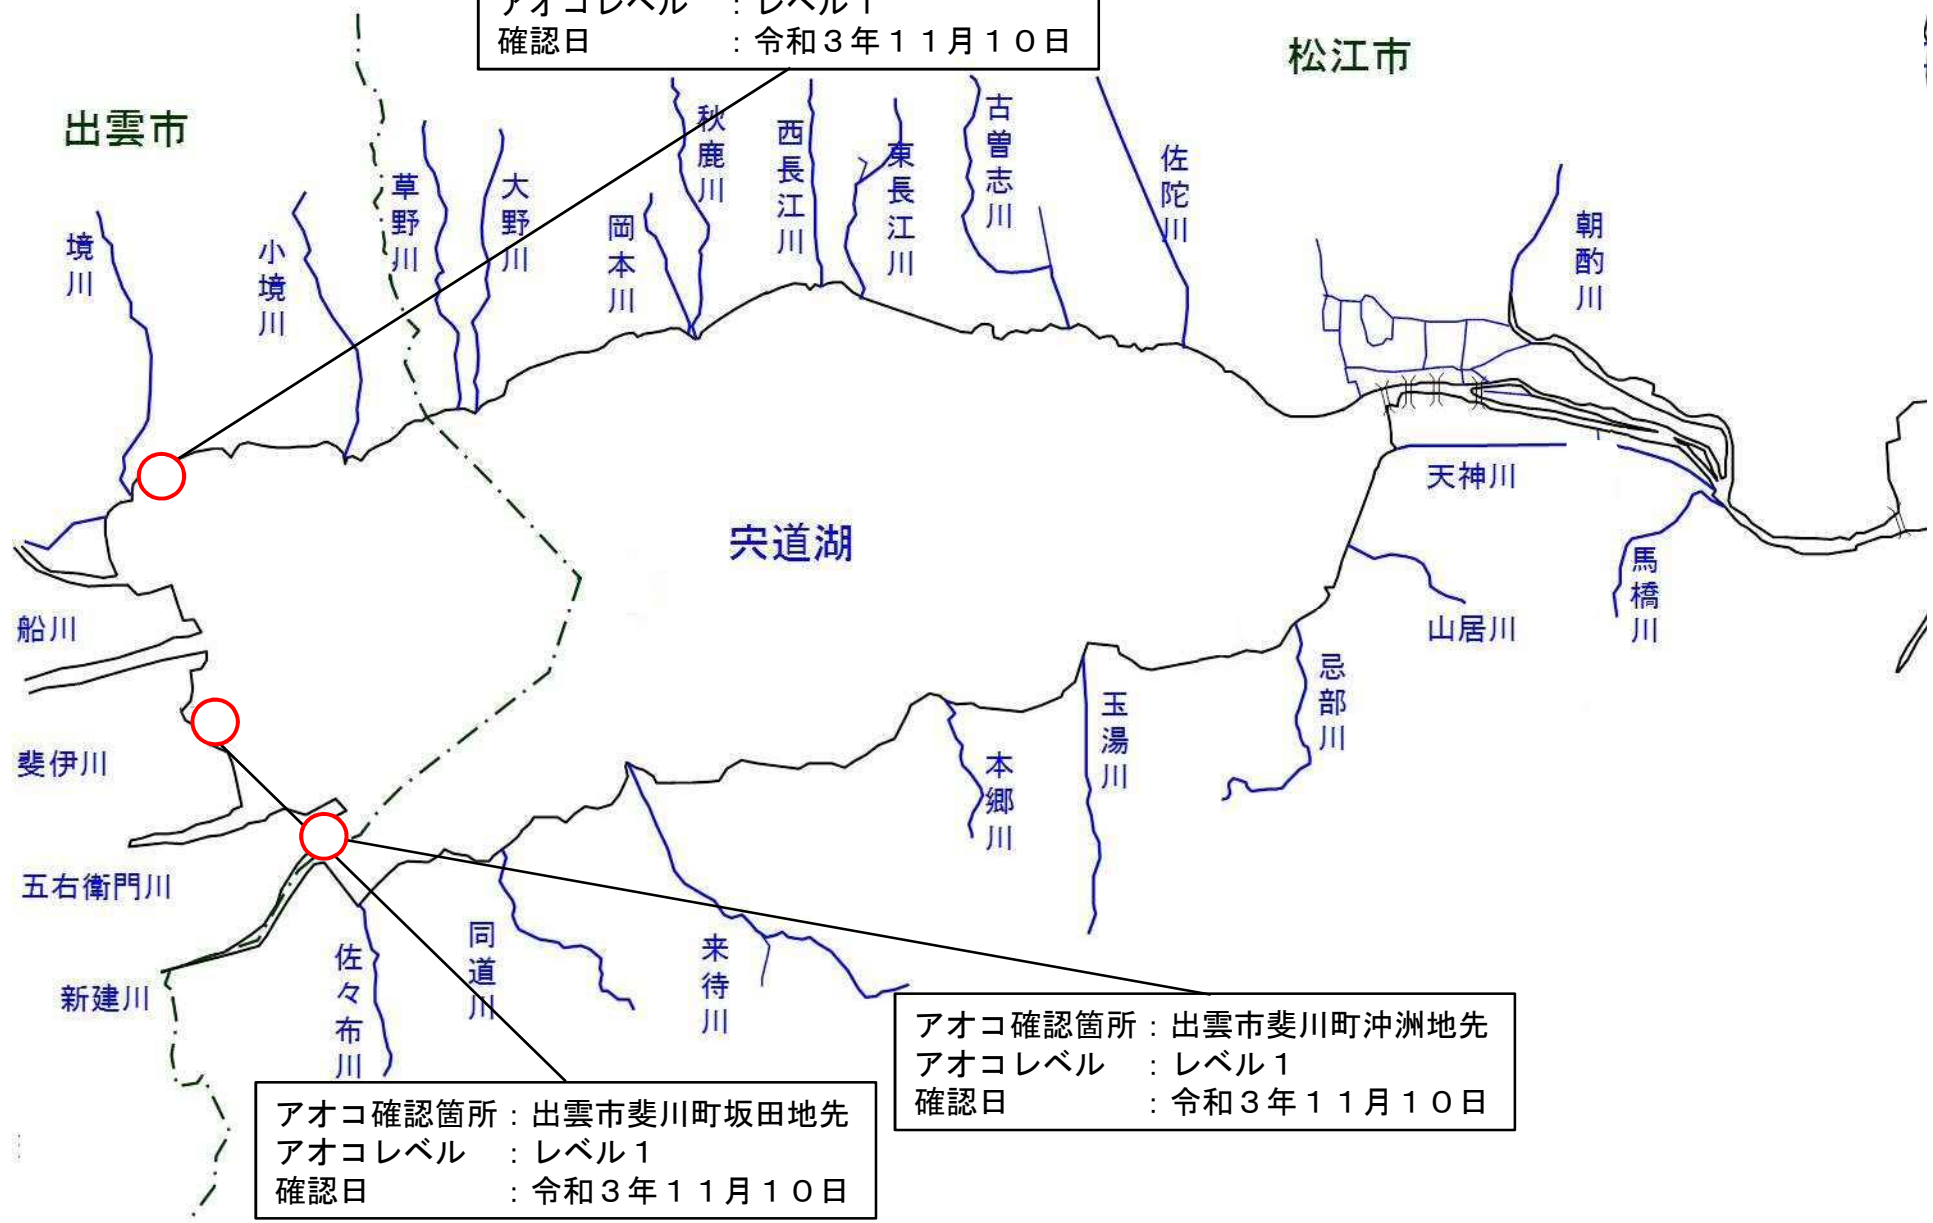 アオコレベル　：レベル１
確認日　　　　：令和３年１１月１０日
松江市
出雲市
境川
小境川
草野川
大野川
岡本川
秋鹿川
西長江川
東長江川
古曽志川
佐陀川
朝酌川
宍道湖
天神川
馬橋川
山居川
忌部川
玉湯川
本郷川
船川
斐伊川
五右衛門川
新建川
佐々布川
同道川
来待川
アオコ確認箇所：出雲市斐川町沖洲地先
アオコレベル　：レベル１
確認日　　　　：令和３年１１月１０日
アオコ確認箇所：出雲市斐川町坂田地先
アオコレベル　：レベル１
確認日　　　　：令和３年１１月１０日